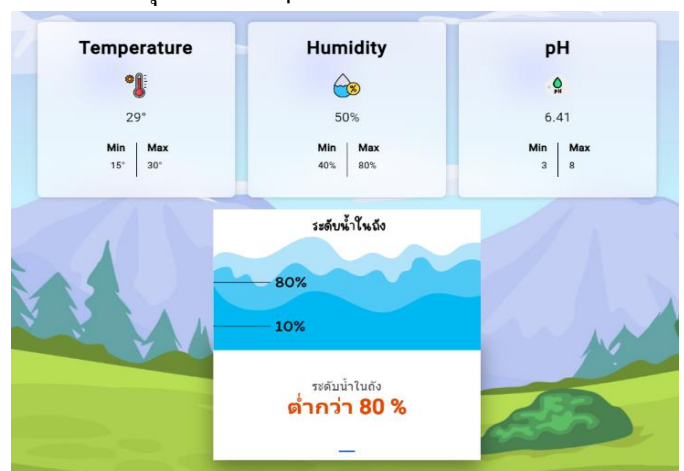 Temperature
29°
Min Max
15° 30°
Humidity
%
50%
Min Max
40% 80%
pH
pH
6.41
Min Max
3 8
ระดับน้ำในถัง
80%
10%
ระดับน้ำในถัง
ต่ำกว่า 80 %